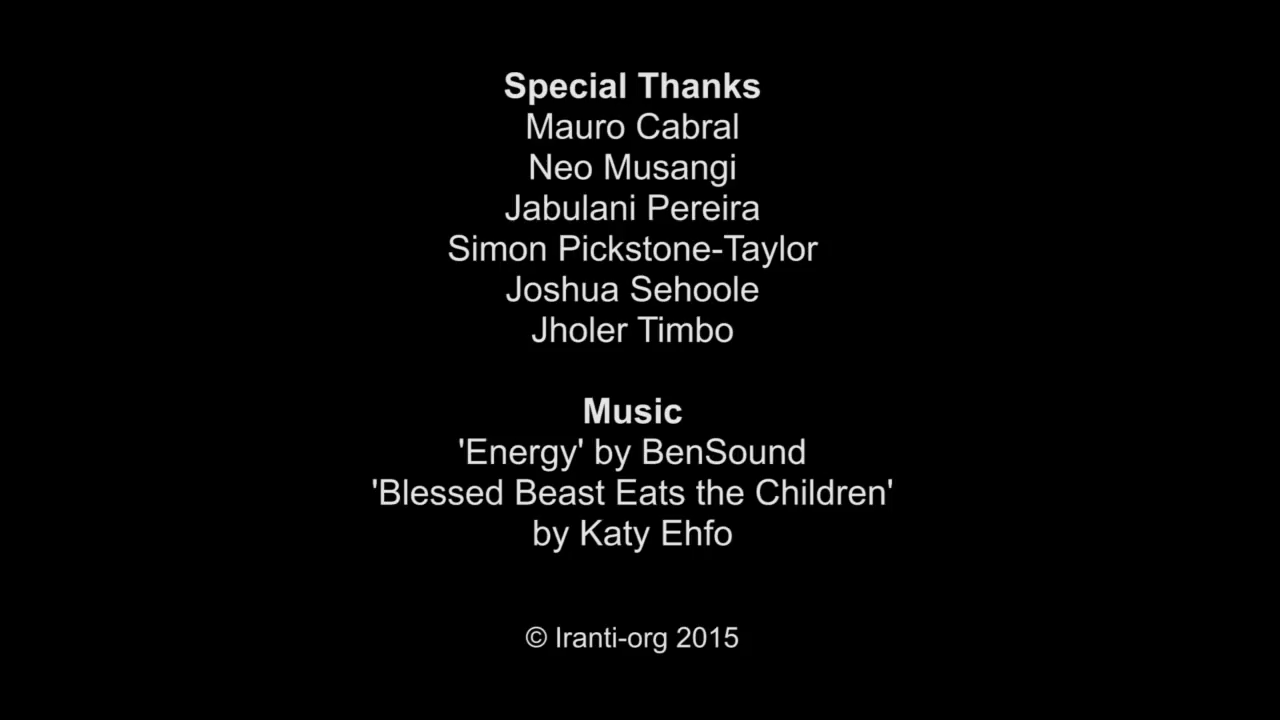 Special Thanks
Mauro Cabral
Neo Musangi
Jabulani Pereira
Simon Pickstone-Taylor
Joshua Sehoole
Jholer Timbo
Music
'Energy' by BenSound
'Blessed Beast Eats the Children'
by Katy Ehfo
© Iranti-org 2015